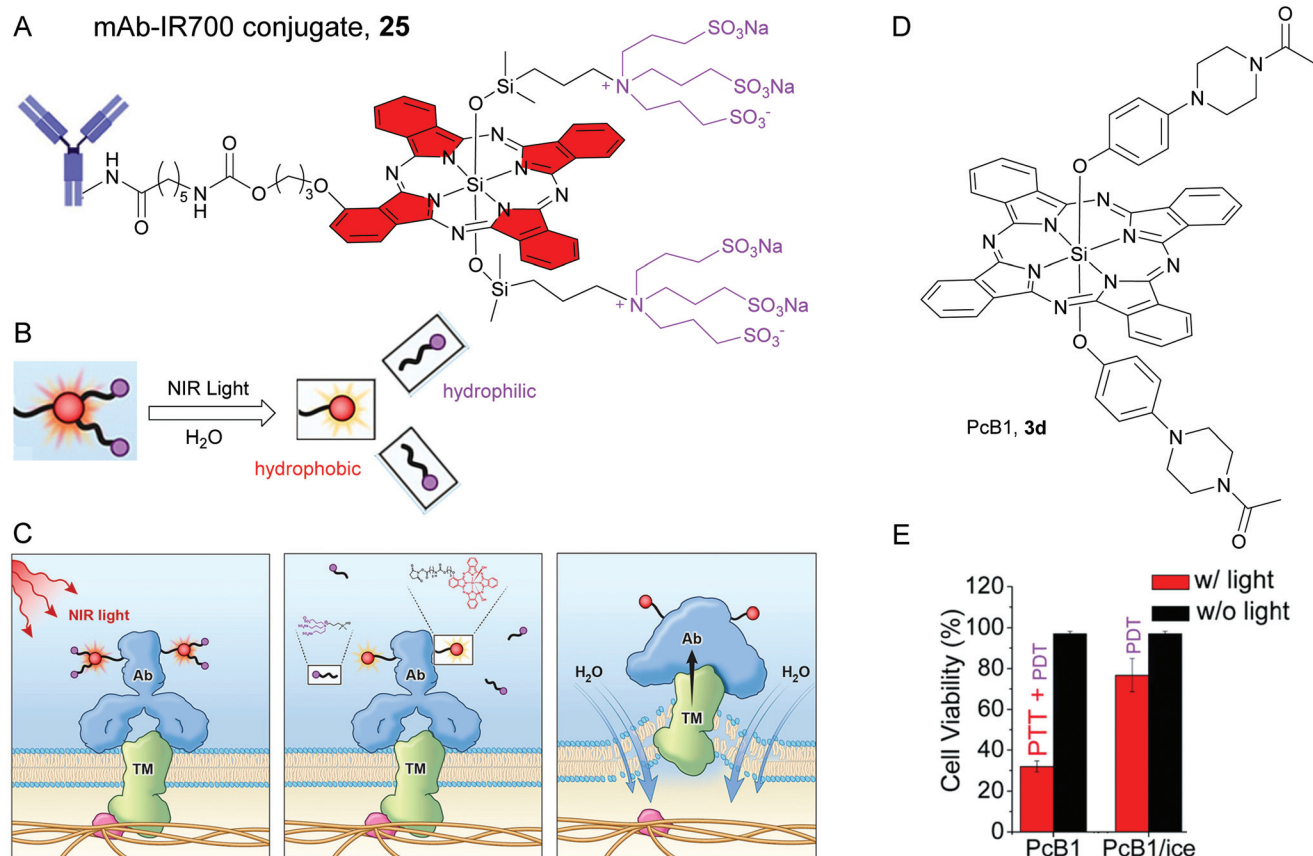 A
mAb-IR700 conjugate, 25
SO3Na
SO3Na
SO3-
N
+
Si
O
N
N
N
N
Si
N
N
N
N
H
N
O
5
N
H
O
O
3
O
O
Si
N
+
SO3Na
SO3Na
SO3-
B
NIR Light
H2O
hydrophilic
hydrophobic
C
NIR light
Ab
TM
Ab
TM
Ab
TM
H2O
H2O
D
O
N
N
O
N
N
N
N
Si
N
N
N
N
O
PcB1, 3d
N
N
O
E
Cell Viability (%)
120
100
80
60
40
20
0
w/ light
w/o light
PTT + PDT
PDT
PcB1
PcB1/ice